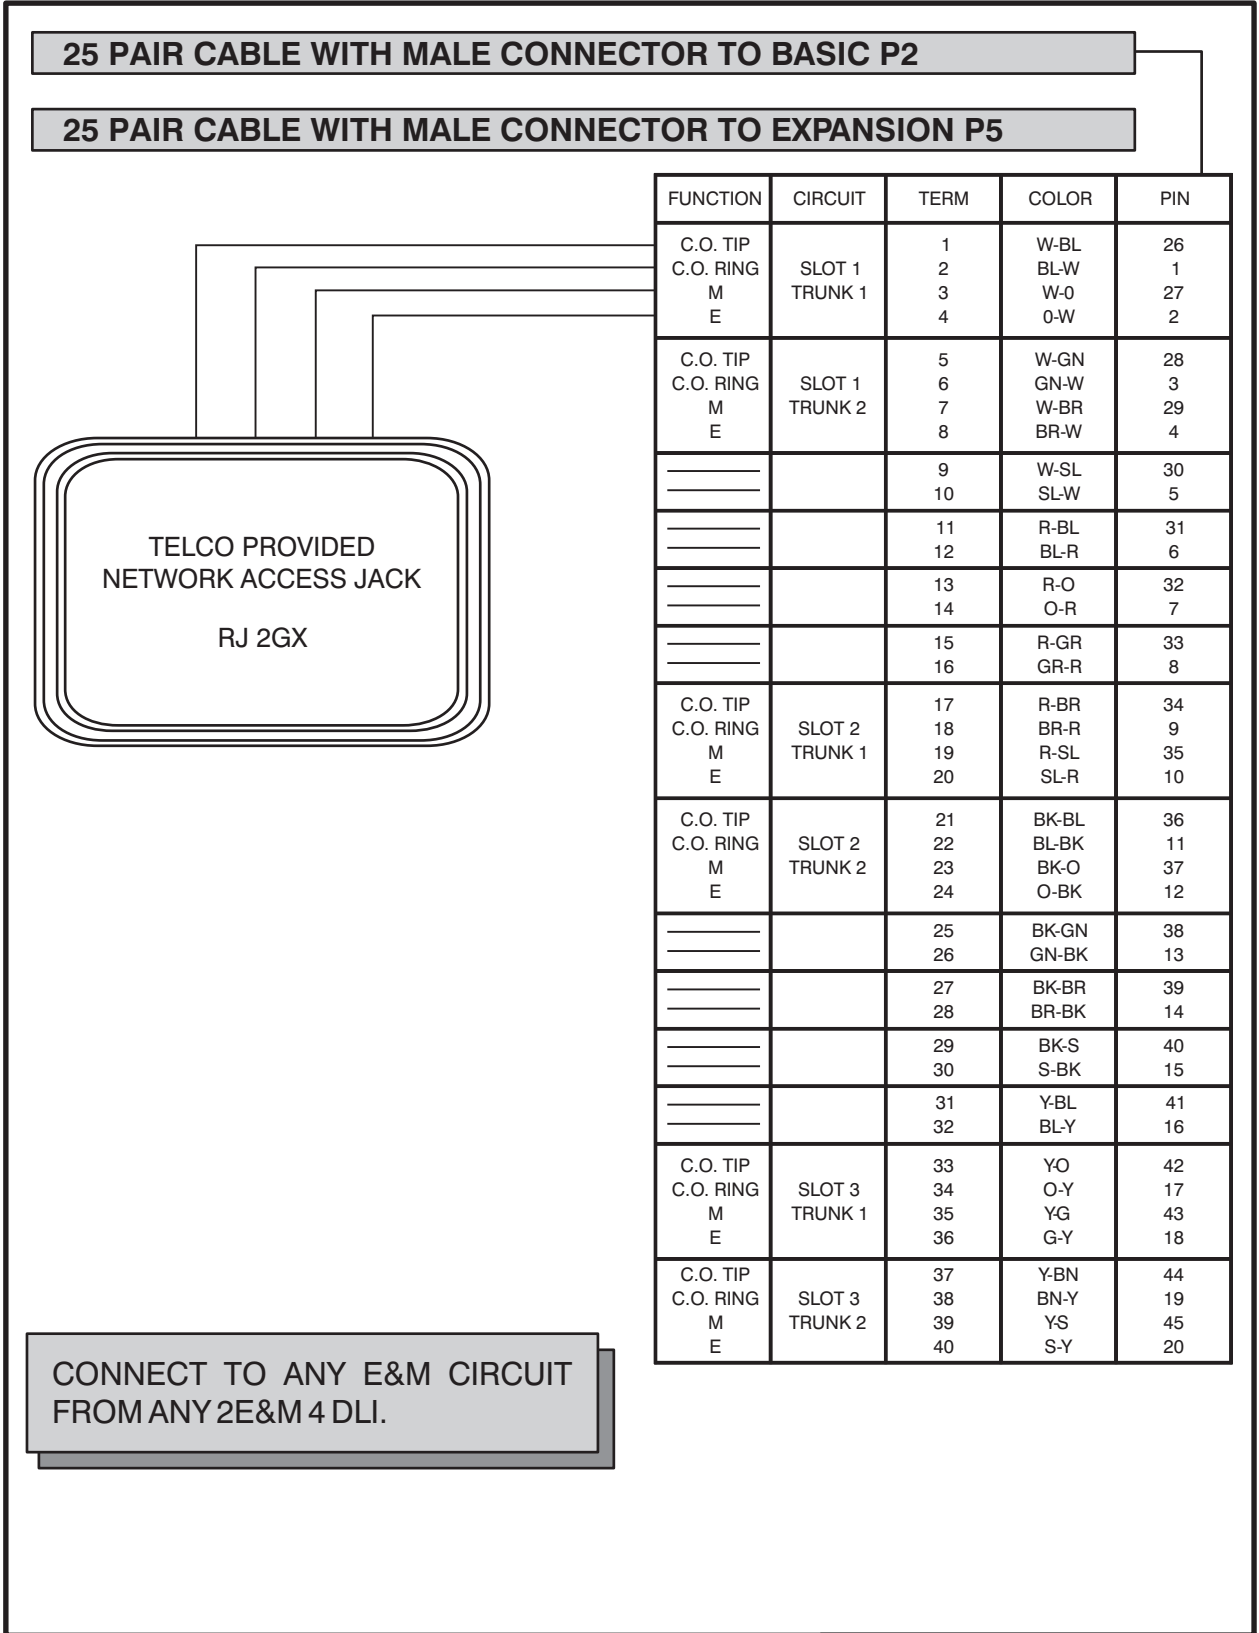 25 PAIR CABLE WITH MALE CONNECTOR TO BASIC P2
25 PAIR CABLE WITH MALE CONNECTOR TO EXPANSION P5
FUNCTION CIRCUIT TERM COLOR PIN
C.O. TIP 1 W-BL 26
C.O. RING SLOT 1 2 BL-W 1
M TRUNK 1 3 W-0 27
E 4 0-W 2
C.O. TIP 5 W-GN 28
C.O. RING SLOT 1 6 GN-W 3
M TRUNK 2 7 W-BR 29
E 8 BR-W 4
9 W-SL 30
10 SL-W 5
11 R-BL 31
12 BL-R 6
13 R-O 32
14 O-R 7
15 R-GR 33
16 GR-R 8
C.O. TIP 17 R-BR 34
C.O. RING SLOT 2 18 BR-R 9
M TRUNK 1 19 R-SL 35
E 20 SL-R 10
C.O. TIP 21 BK-BL 36
C.O. RING SLOT 2 22 BL-BK 11
M TRUNK 2 23 BK-O 37
E 24 O-BK 12
25 BK-GN 38
26 GN-BK 13
27 BK-BR 39
28 BR-BK 14
29 BK-S 40
30 S-BK 15
31 Y-BL 41
32 BL-Y 16
C.O. TIP 33 Y-O 42
C.O. RING SLOT 3 34 O-Y 17
M TRUNK 1 35 Y-G 43
E 36 G-Y 18
C.O. TIP 37 Y-BN 44
C.O. RING SLOT 3 38 BN-Y 19
M TRUNK 2 39 Y-S 45
E 40 S-Y 20
TELCO PROVIDED
NETWORK ACCESS JACK
RJ 2GX
CONNECT TO ANY E&M CIRCUIT
FROM ANY 2E&M 4 DLI.